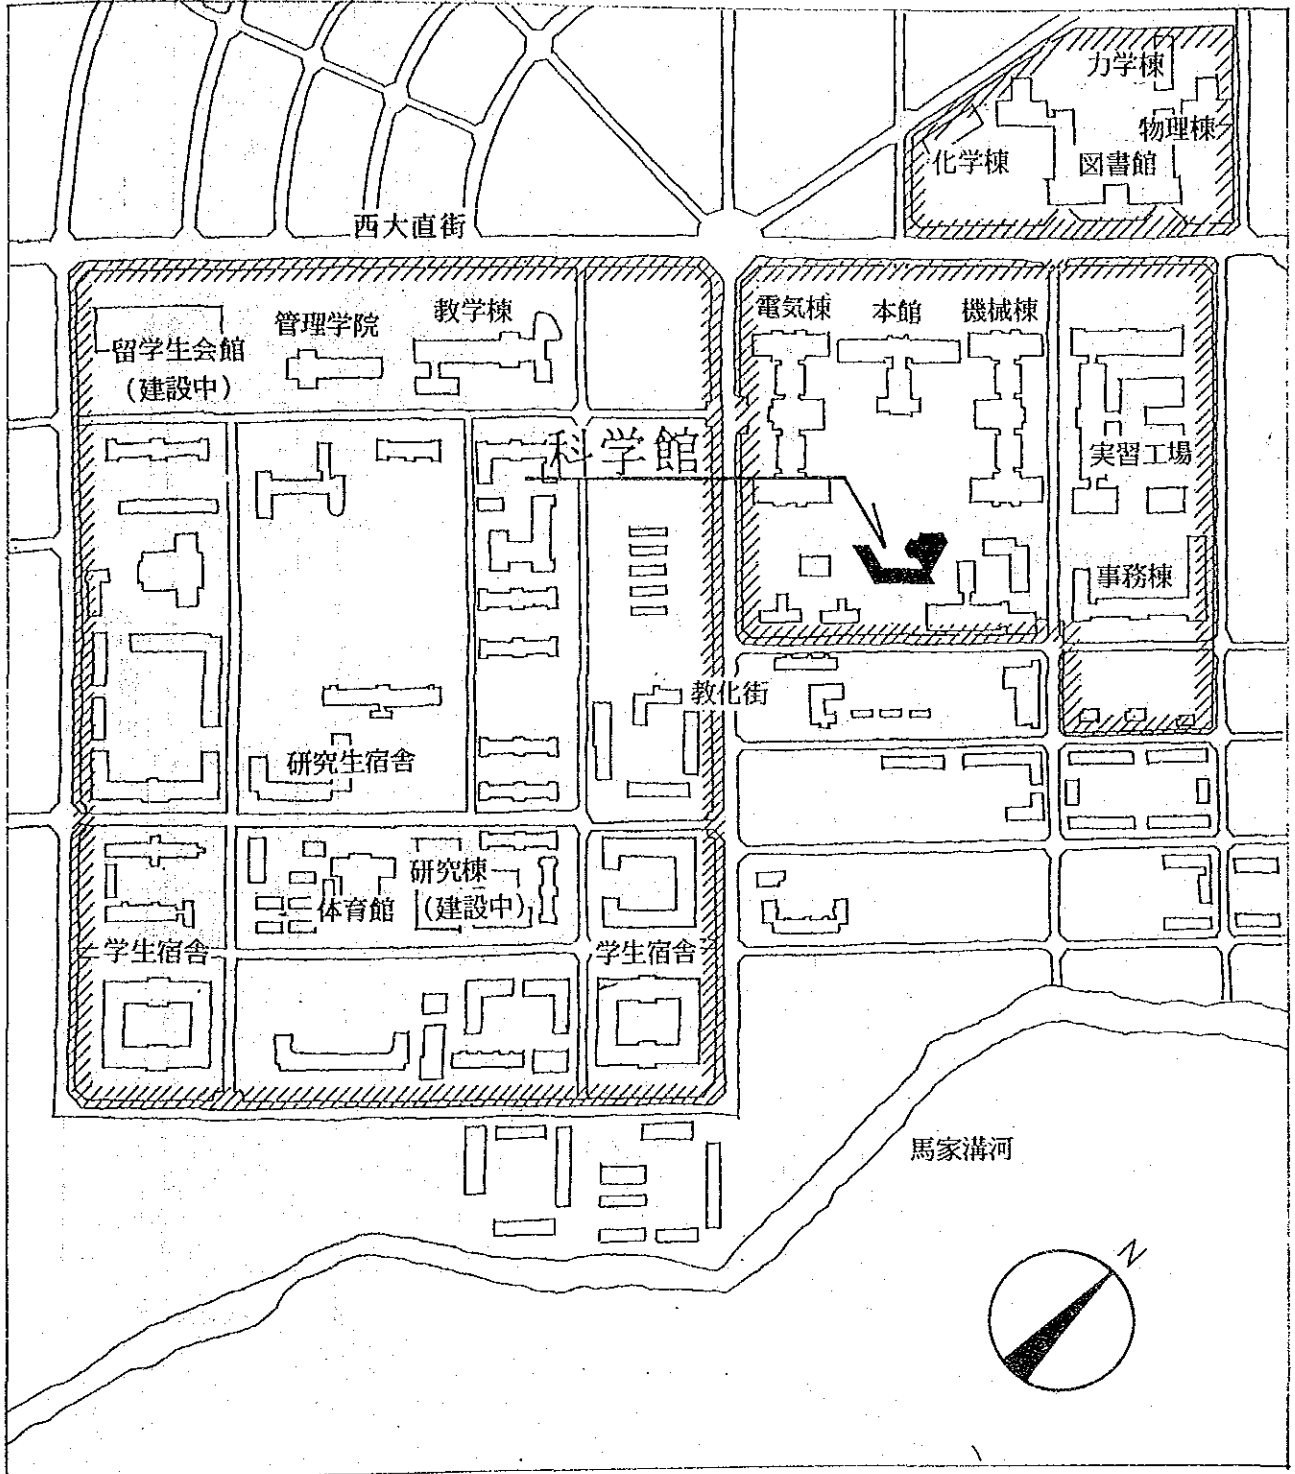 力学棟
物理棟
化学棟
図書館
西大直街
留学生会館
(建設中)
管理学院
教学棟
電気棟
本館
機械棟
科学館
実習工場
事務棟
教化街
研究生宿舎
研究棟
(建設中)
体育館
学生宿舎
学生宿舎
馬家溝河
N